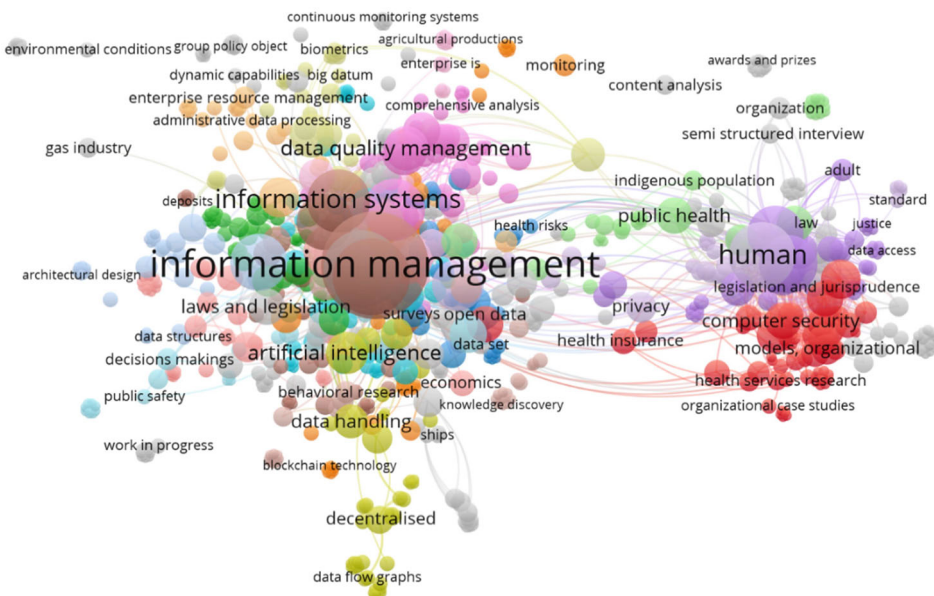 continuous monitoring systems
environmental conditions
group policy object
biometrics
agricultural productions
enterprise is
monitoring
awards and prizes
dynamic capabilities
big datum
content analysis
enterprise resource management
comprehensive analysis
organization
administrative data processing
semi structured interview
gas industry
data quality management
adult
indigenous population
deposits
information systems
standard
public health
health risks
law
justice
data access
human
information management
architectural design
legislation and jurisprudence
laws and legislation
privacy
surveys
open data
computer security
data structures
data set
health insurance
models, organizational
decisions makings
artificial intelligence
economics
health services research
public safety
behavioral research
knowledge discovery
organizational case studies
data handling
ships
work in progress
blockchain technology
decentralised
data flow graphs